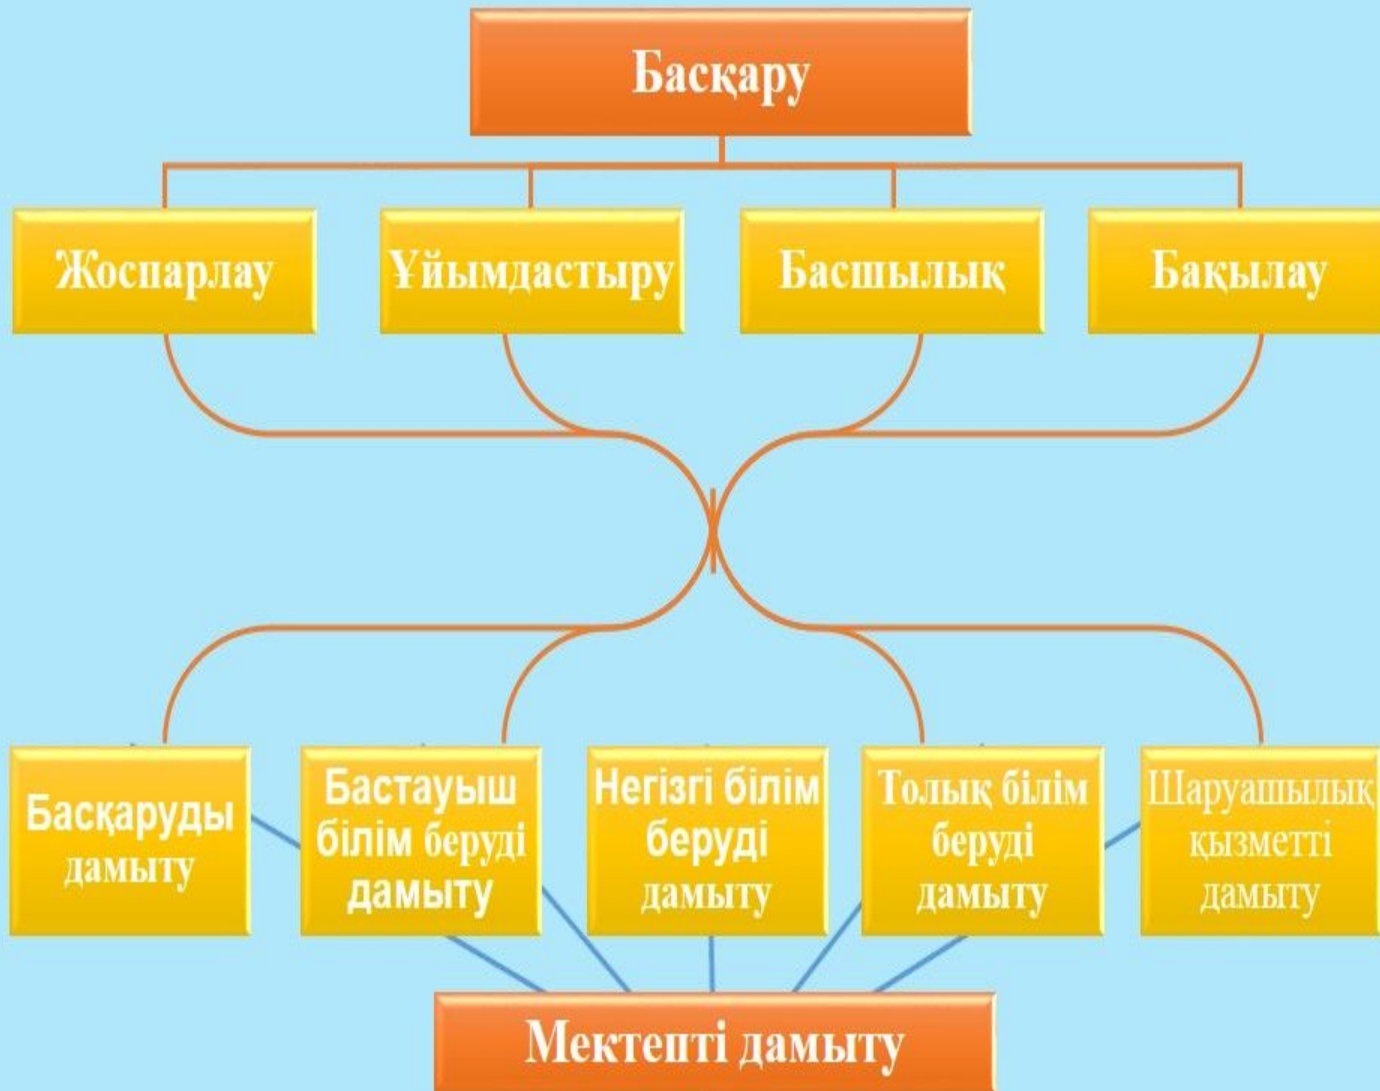 Басқару
Жоспарлау
Ұйымдастыру
Басшылық
Бақылау
Басқаруды
дамыту
Бастауыш
білім беруді
дамыту
Негізгі білім
беруді
дамыту
Толық білім
беруді
дамыту
Шаруашылық
қызметті
дамыту
Мектепті дамыту